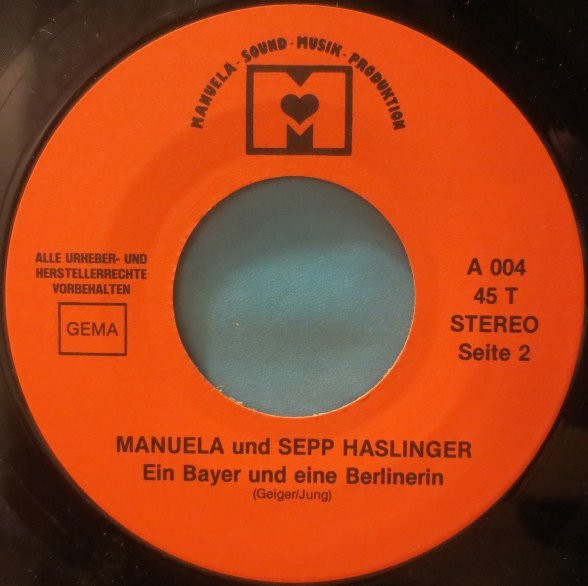 MANUELA - SOUND - MUSIK - PRODUKTION
M
M
ALLE URHEBER- UND
HERSTELLERRECHTE
VORBEHALTEN
GEMA
A 004
45 T
STEREO
Seite 2
MANUELA und SEPP HASLINGER
Ein Bayer und eine Berlinerin
(Geiger/Jung)